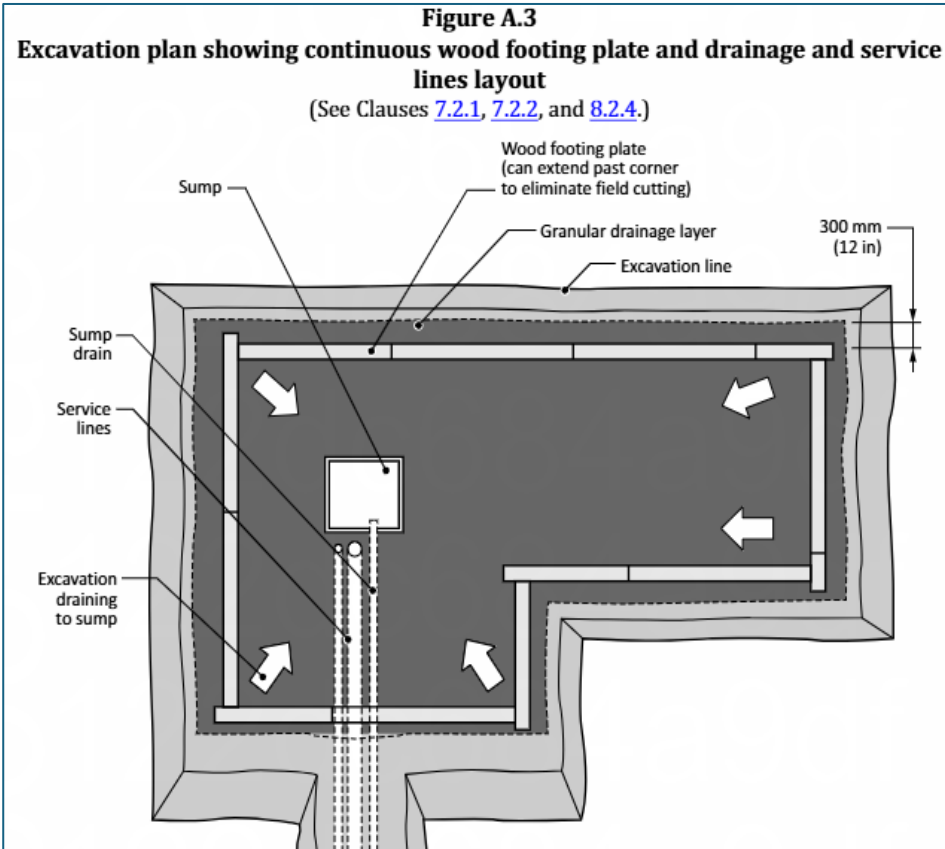 Figure A.3
Excavation plan showing continuous wood footing plate and drainage and service
lines layout
(See Clauses 7.2.1, 7.2.2, and 8.2.4.)
Wood footing plate
(can extend past corner
to eliminate field cutting)
Sump
Granular drainage layer
300 mm
(12 in)
Excavation line
Sump
drain
Service
lines
Excavation
draining
to sump